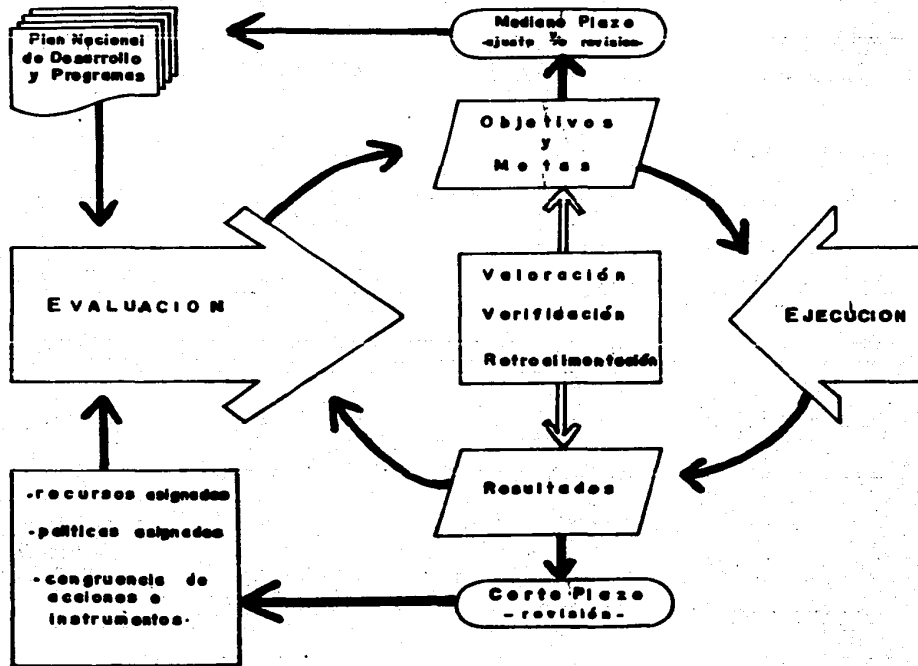 Plan Nacional
de Desarrollo
y Programas
Mediano Plazo
-ajuste y/o revision-
Objetivos
y
Metas
EVALUACION
Valoración
Verificación
Retroalimentación
EJECUCION
-recursos asignados
-políticas asignadas
-congruencia de
acciones e
instrumentos-
Resultados
Corto Plazo
-revisión-